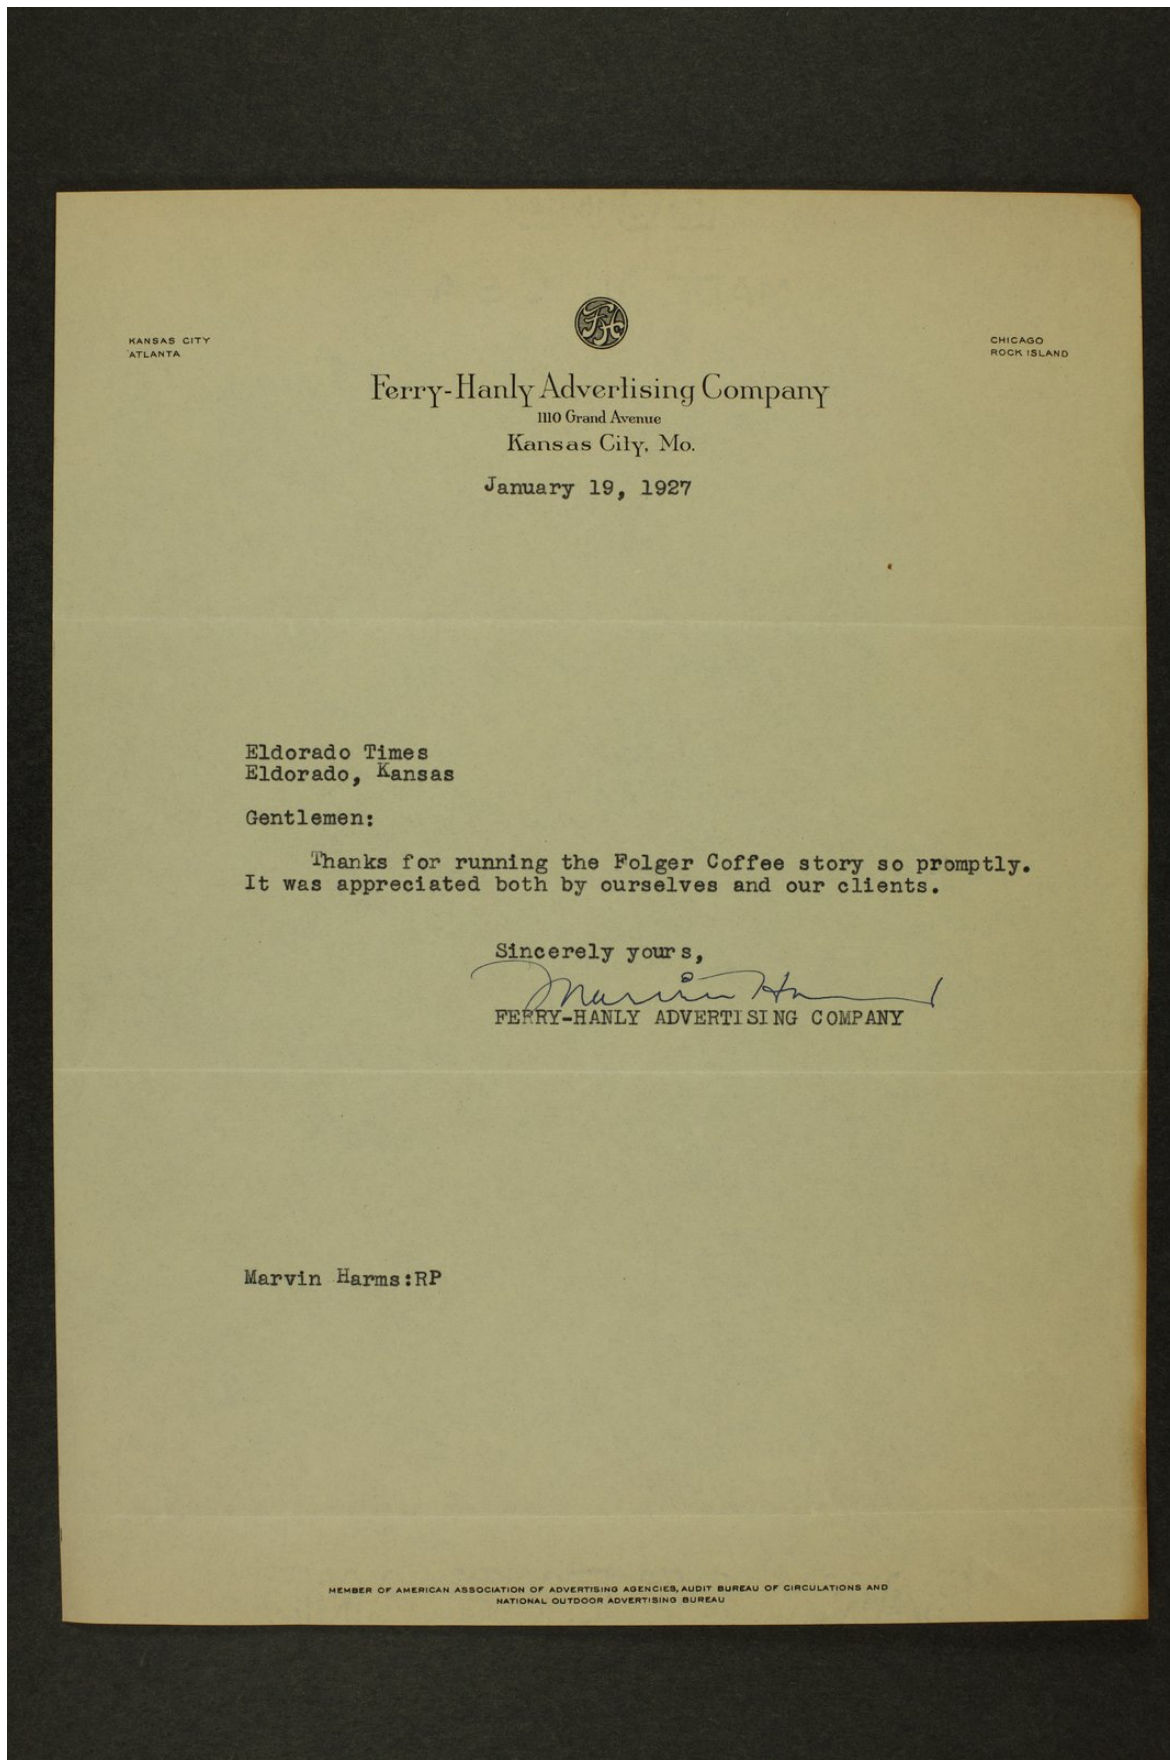 FH
KANSAS CITY
ATLANTA
CHICAGO
ROCK ISLAND
Ferry-Hanly Advertising Company
1110 Grand Avenue
Kansas City, Mo.
January 19, 1927
Eldorado Times
Eldorado, Kansas
Gentlemen:
Thanks for running the Folger Coffee story so promptly.
It was appreciated both by ourselves and our clients.
Sincerely yours,
Marvin H
FERRY-HANLY ADVERTISING COMPANY
Marvin Harms:RP
MEMBER OF AMERICAN ASSOCIATION OF ADVERTISING AGENCIES, AUDIT BUREAU OF CIRCULATIONS AND
NATIONAL OUTDOOR ADVERTISING BUREAU